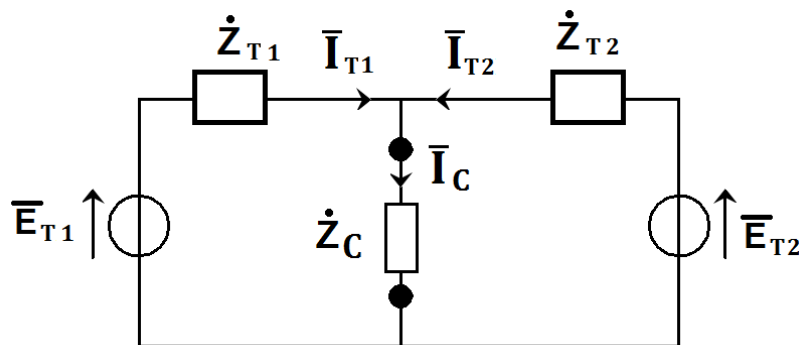 Ż T1
Ī T1
Ī T2
Ż T2
Ē T1
Ī C
Ż C
Ē T2